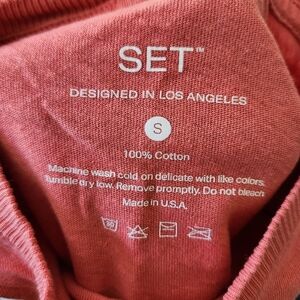 SET™
DESIGNED IN LOS ANGELES
S
100% Cotton
Machine wash cold on delicate with like colors.
Tumble dry low. Remove promptly. Do not bleach
Made in U.S.A.